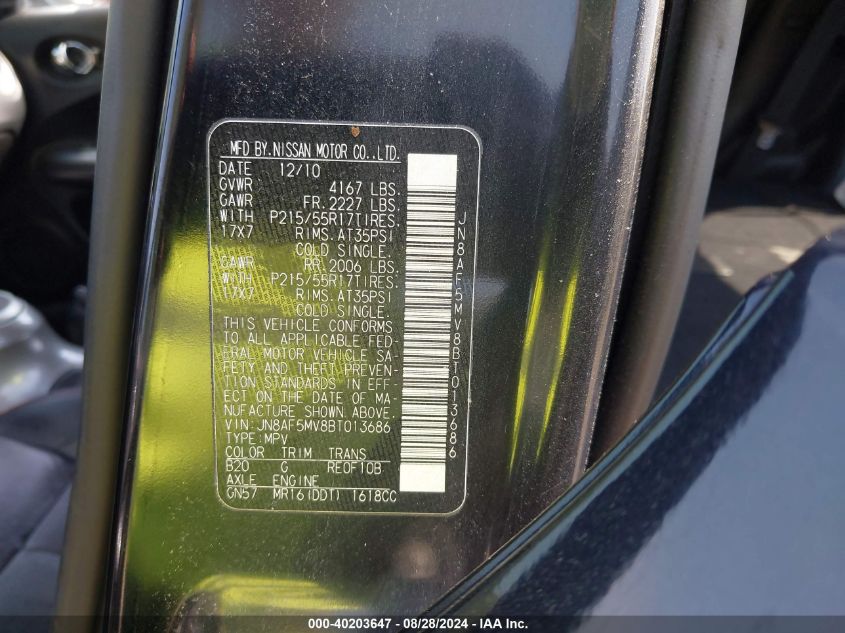 MFD BY.NISSAN MOTOR CO.,LTD.
DATE 12/10
GVWR 4167 LBS.
GAWR FR.2227 LBS.
WITH P215/55R17TIRES.
17X7 RIMS.AT35PSI
COLD SINGLE.
GAWR RR.2006 LBS.
WITH P215/55R17TIRES.
17X7 RIMS.AT35PSI
COLD SINGLE.
THIS VEHICLE CONFORMS
TO ALL APPLICABLE FED-
ERAL MOTOR VEHICLE SA-
FETY AND THEFT PREVEN-
TION STANDARDS IN EFF-
ECT ON THE DATE OF MA-
NUFACTURE SHOWN ABOVE.
VIN:JN8AF5MV8BT013686
TYPE:MPV
COLOR TRIM TRANS
B20 G RE0F10B
AXLE ENGINE
GN57 MR16(DDT) 1618CC
JN8AF5MV8BT013686
000-40203647 - 08/28/2024 - IAA Inc.